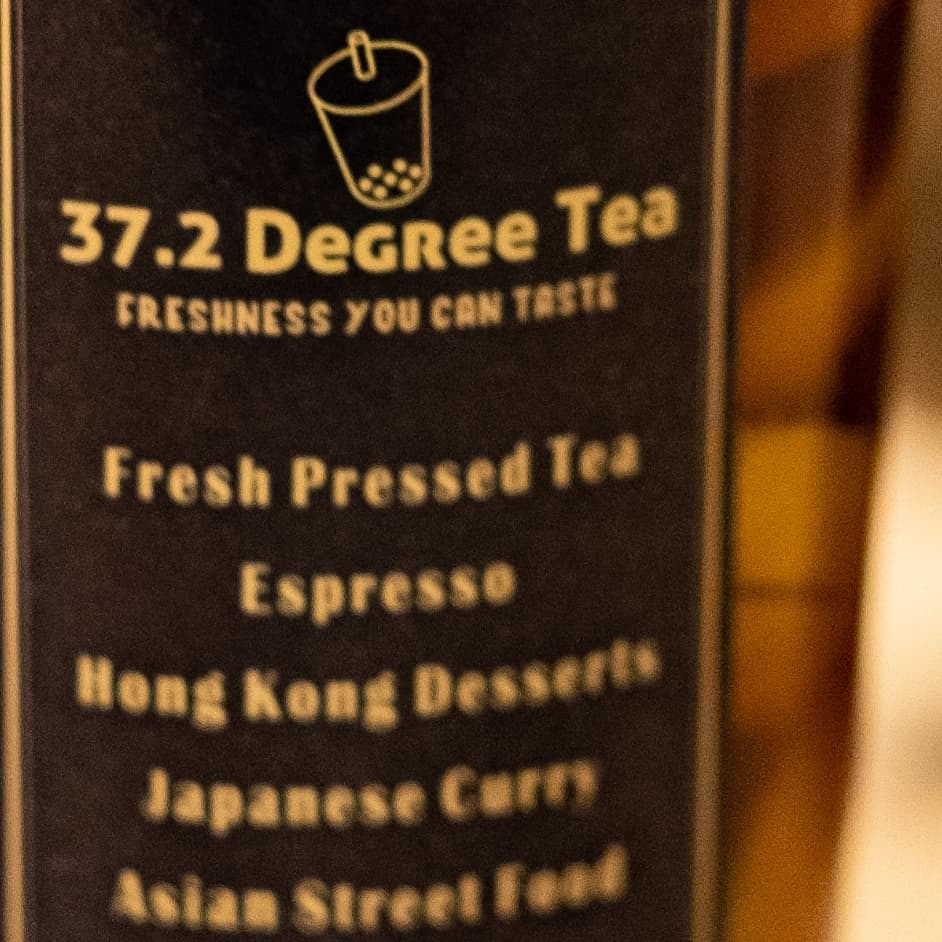 37.2 DeGRee Tea
FRESHNESS YOU CAN TASTE
Fresh Pressed Tea
Espresso
Hong Kong Desserts
Japanese Curry
Asian Street Food